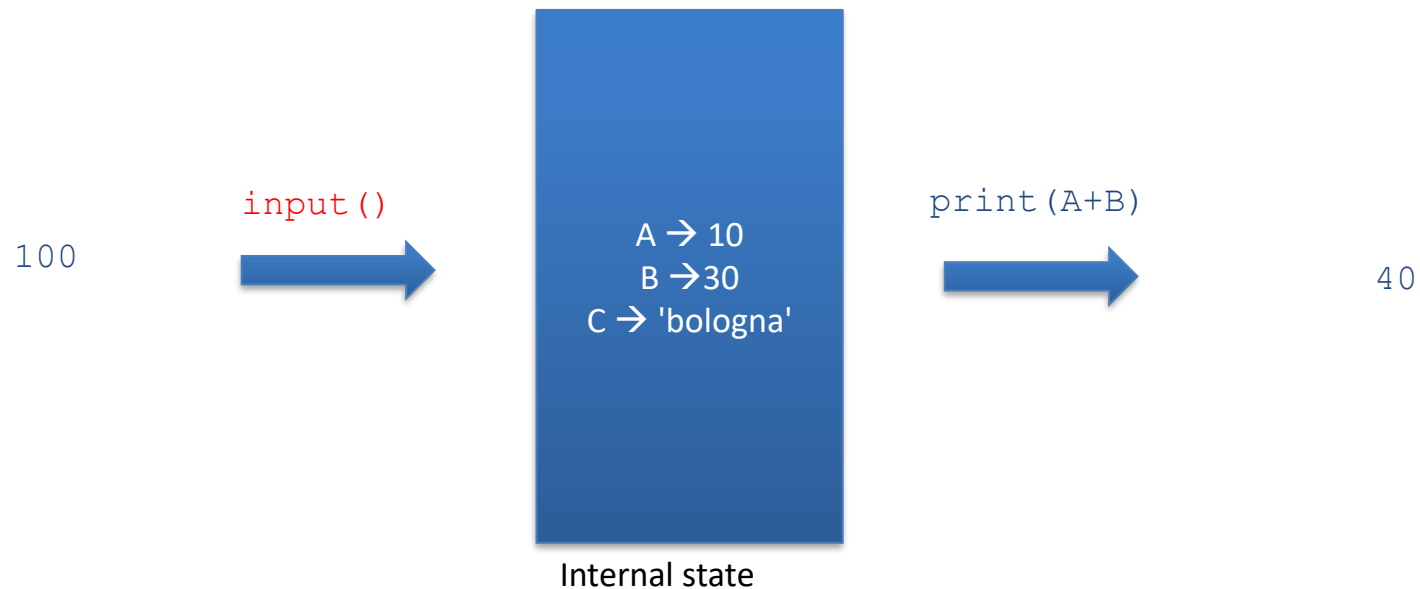 100
input()
A → 10
B →30
C → 'bologna'
Internal state
print(A+B)
40